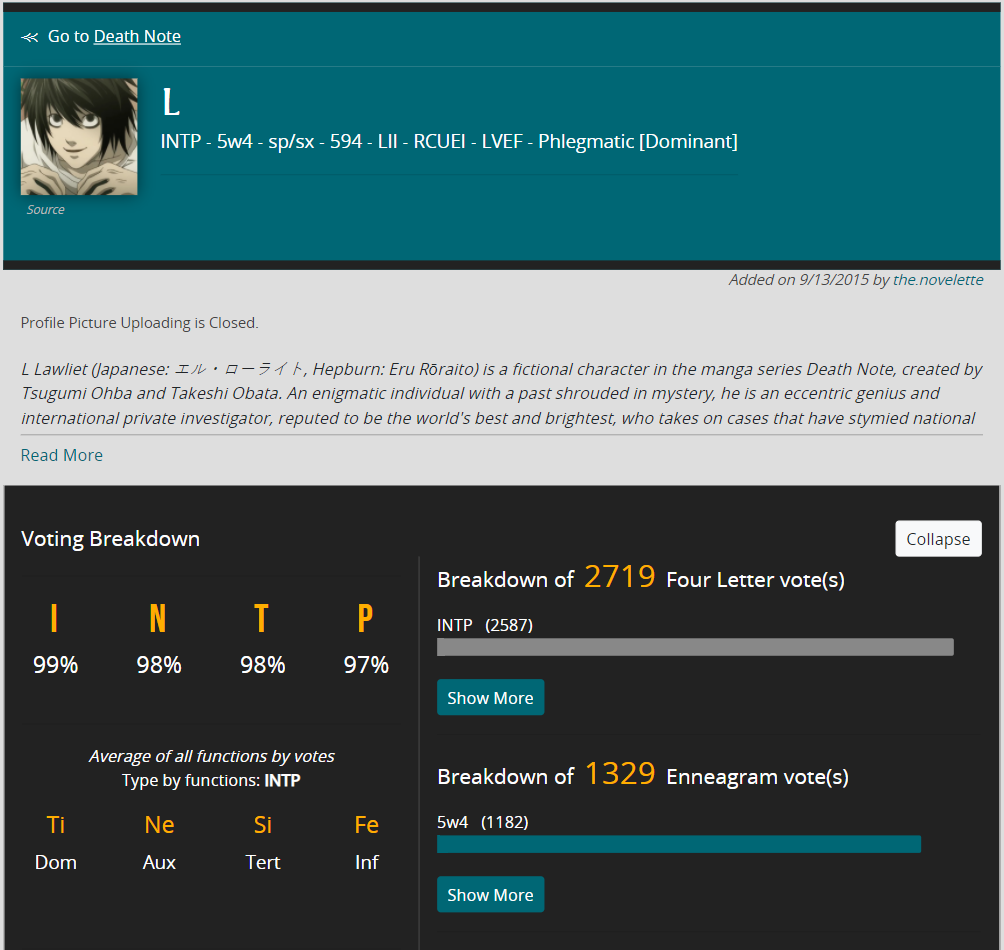 Go to Death Note
L
INTP - 5w4 - sp/sx - 594 - LII - RCUEI - LVEF - Phlegmatic [Dominant]
Source
Added on 9/13/2015 by the.novelette
Profile Picture Uploading is Closed.
L Lawliet (Japanese: エル・ローライト, Hepburn: Eru Rōraito) is a fictional character in the manga series Death Note, created by
Tsugumi Ohba and Takeshi Obata. An enigmatic individual with a past shrouded in mystery, he is an eccentric genius and
international private investigator, reputed to be the world's best and brightest, who takes on cases that have stymied national
Read More
Voting Breakdown
Collapse
I N T P
99% 98% 98% 97%
Average of all functions by votes
Type by functions: INTP
Ti Ne Si Fe
Dom Aux Tert Inf
Breakdown of 2719 Four Letter vote(s)
INTP (2587)
Show More
Breakdown of 1329 Enneagram vote(s)
5w4 (1182)
Show More